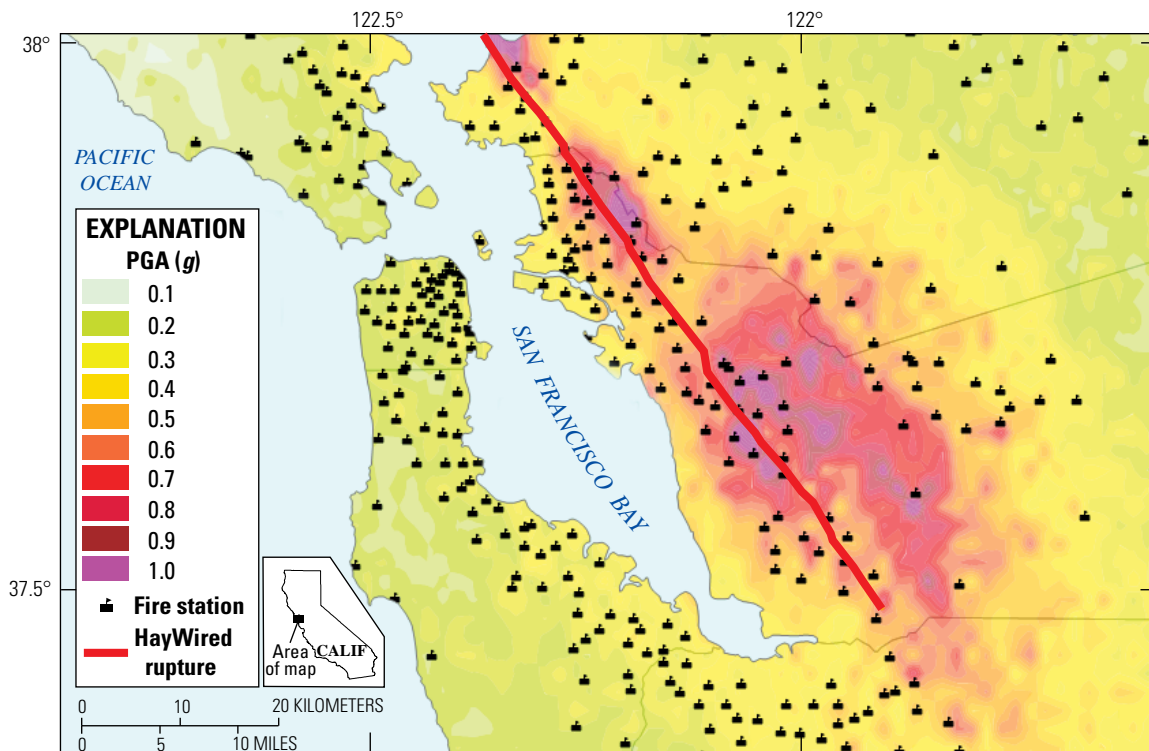 122.5°
122°
38°
37.5°
PACIFIC
OCEAN
SAN FRANCISCO BAY
EXPLANATION
PGA (g)
0.1
0.2
0.3
0.4
0.5
0.6
0.7
0.8
0.9
1.0
Fire station
HayWired
rupture
Area
of map
CALIF
0 10 20 KILOMETERS
0 5 10 MILES